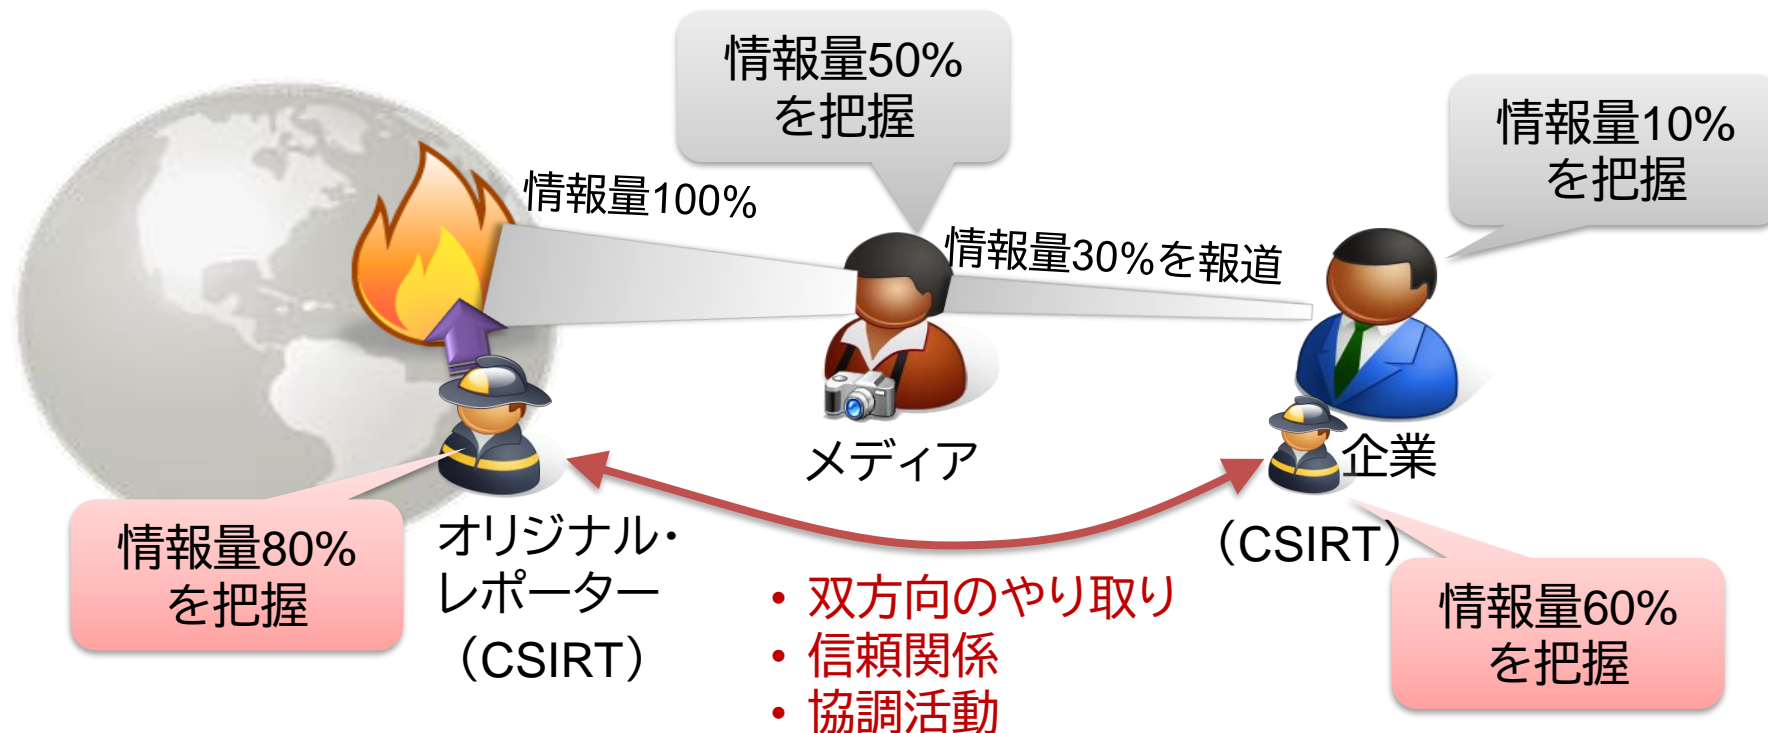 情報量50%
を把握
情報量10%
を把握
情報量100%
情報量30%を報道
メディア
企業
(CSIRT)
情報量80%
を把握
オリジナル・
レポーター
(CSIRT)
• 双方向のやり取り
• 信頼関係
• 協調活動
情報量60%
を把握